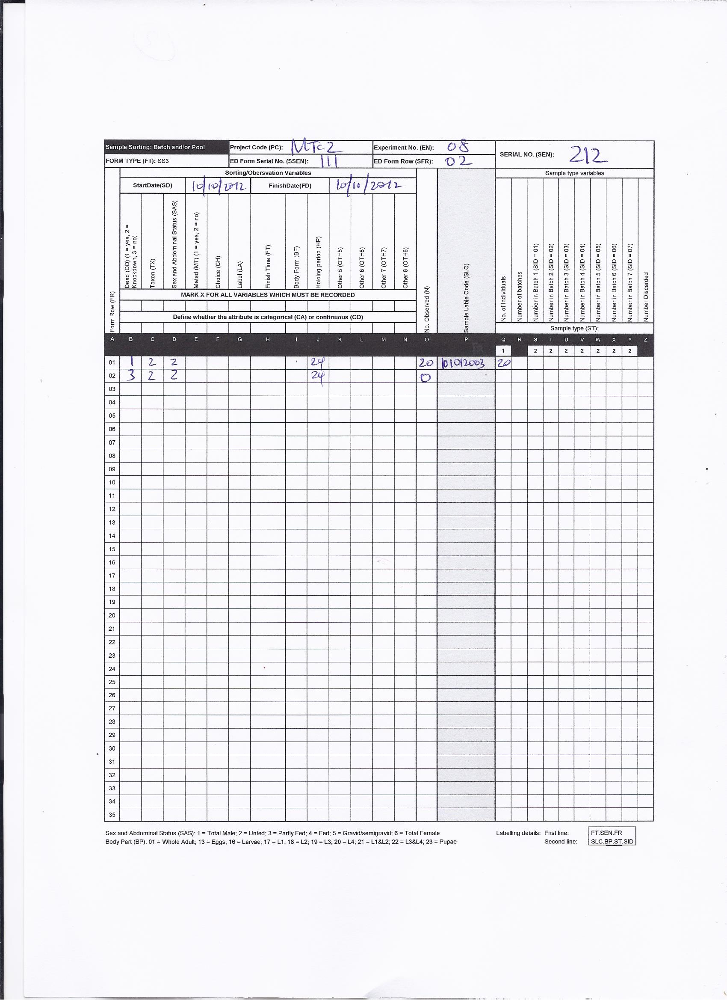 Sample Sorting: Batch and/or Pool Project Code (PC): MTC2 Experiment No. (EN): 08 SERIAL NO. (SEN): 212
FORM TYPE (FT): SS3 ED Form Serial No. (SSEN): 111 ED Form Row (SFR): 02
Sorting/Obersvation Variables Sample type variables
StartDate(SD) 10/10/2012 FinishDate(FD) 10/10/2012
Form Row (FR)
Dead (DD) (1 = yes, 2 =
Knockdown, 3 = no)
Taxon (TX)
Sex and Abdominal Status (SAS)
Mated (MT) (1 = yes, 2 = no)
Choice (CH)
Label (LA)
Finish Time (FT)
Body Form (BF)
Holding period (HP)
Other 5 (OTH5)
Other 6 (OTH6)
Other 7 (OTH7)
Other 8 (OTH8)
No. Observed (N)
Sample Lable Code (SLC)
No. of Individuals
Number of batches
Number in Batch 1 (SID = 01)
Number in Batch 2 (SID = 02)
Number in Batch 3 (SID = 03)
Number in Batch 4 (SID = 04)
Number in Batch 5 (SID = 05)
Number in Batch 6 (SID = 06)
Number in Batch 7 (SID = 07)
Number Discarded
MARK X FOR ALL VARIABLES WHICH MUST BE RECORDED
Define whether the attribute is categorical (CA) or continuous (CO)
Sample type (ST):
A B C D E F G H I J K L M N O P Q R S T U V W X Y Z
1 2 2 2 2 2 2 2
01 1 2 2 24 20 101012003 20
02 3 2 2 24 0
03
04
05
06
07
08
09
10
11
12
13
14
15
16
17
18
19
20
21
22
23
24
25
26
27
28
29
30
31
32
33
34
35
Sex and Abdominal Status (SAS): 1 = Total Male; 2 = Unfed; 3 = Partly Fed; 4 = Fed; 5 = Gravid/semigravid; 6 = Total Female Labelling details: First line: FT.SEN.FR
Body Part (BP): 01 = Whole Adult; 13 = Eggs; 16 = Larvae; 17 = L1; 18 = L2; 19 = L3; 20 = L4; 21 = L1&L2; 22 = L3&L4; 23 = Pupae Second line: SLC.BP.ST.SID